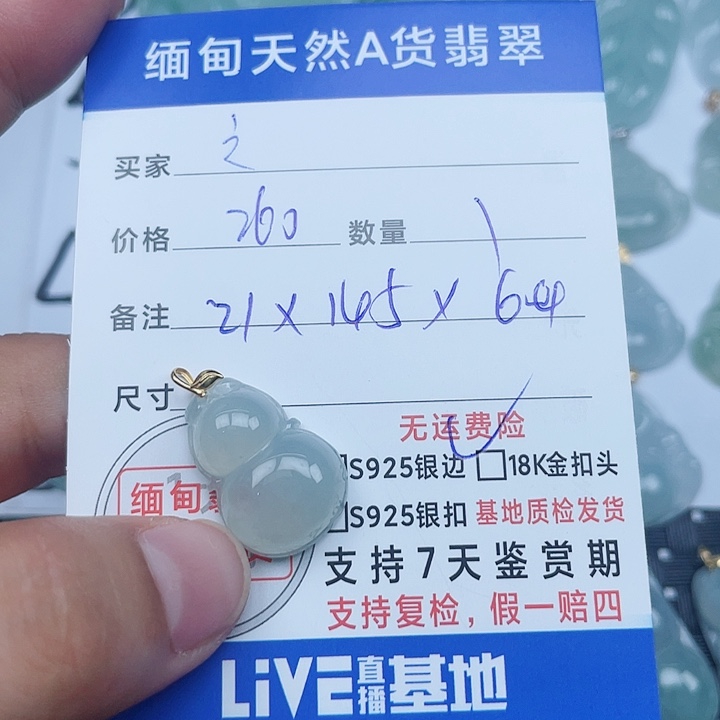 缅甸天然A货翡翠
买家
价格 260 数量 1
备注 21 x 145 x 6.4
尺寸
无运费险
S925银边 18K金扣头
S925银扣 基地质检发货
支持7天鉴赏期
支持复检,假一赔四
缅甸
LiVE直播基地